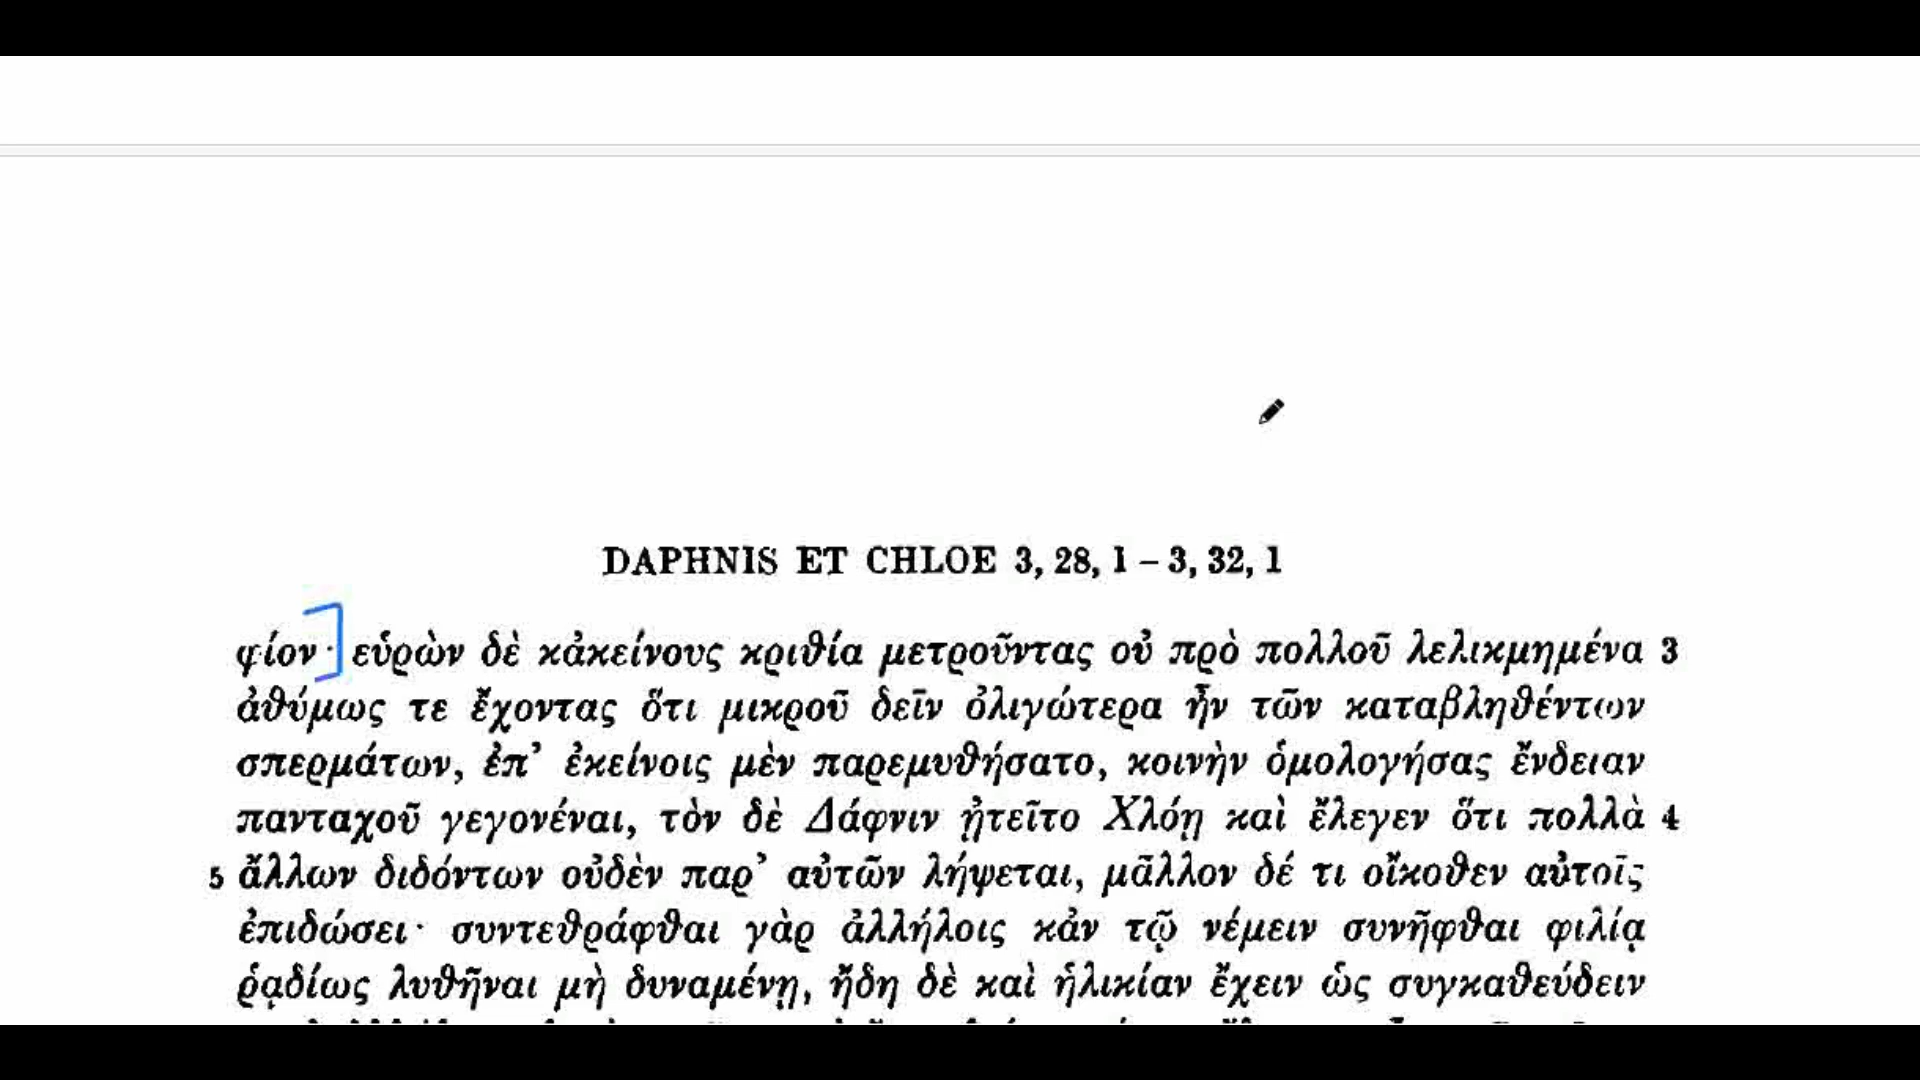 DAPHNIS ET CHLOE 3, 28, 1 – 3, 32, 1
φίον· εὑρὼν δὲ κἀκείνους κριθία μετροῦντας οὐ πρὸ πολλοῦ λελικμημένα 3
ἀθύμως τε ἔχοντας ὅτι μικροῦ δεῖν ὀλιγώτερα ἦν τῶν καταβληθέντων
σπερμάτων, ἐπ’ ἐκείνοις μὲν παρεμυθήσατο, κοινὴν ὁμολογήσας ἔνδειαν
πανταχοῦ γεγονέναι, τὸν δὲ Δάφνιν ᾐτεῖτο Χλόῃ καὶ ἔλεγεν ὅτι πολλὰ 4
5 ἄλλων διδόντων οὐδὲν παρ’ αὐτῶν λήψεται, μᾶλλον δέ τι οἴκοθεν αὐτοῖς
ἐπιδώσει· συντεθράφθαι γὰρ ἀλλήλοις κἀν τῷ νέμειν συνῆφθαι φιλίᾳ
ῥᾳδίως λυθῆναι μὴ δυναμένῃ, ἤδη δὲ καὶ ἡλικίαν ἔχειν ὡς συγκαθεύδειν